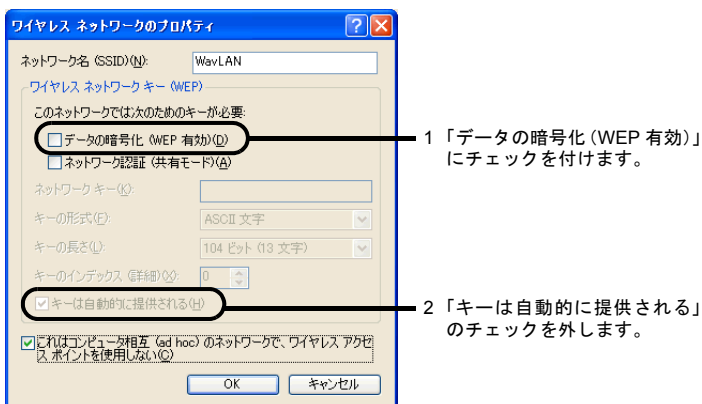 ワイヤレス ネットワークのプロパティ
ネットワーク名 (SSID)(N):
WavLAN
ワイヤレス ネットワーク キー (WEP)
このネットワークでは次のためのキーが必要:
データの暗号化 (WEP 有効)(D)
ネットワーク認証 (共有モード)(A)
ネットワーク キー(K):
キーの形式(F):
ASCII 文字
キーの長さ(L):
104 ビット (13 文字)
キーのインデックス (詳細)(X):
0
キーは自動的に提供される(H)
これはコンピュータ相互 (ad hoc) のネットワークで、ワイヤレス アクセ
ス ポイントを使用しない(C)
OK
キャンセル
1 「データの暗号化(WEP 有効)」
にチェックを付けます。
2 「キーは自動的に提供される」
のチェックを外します。